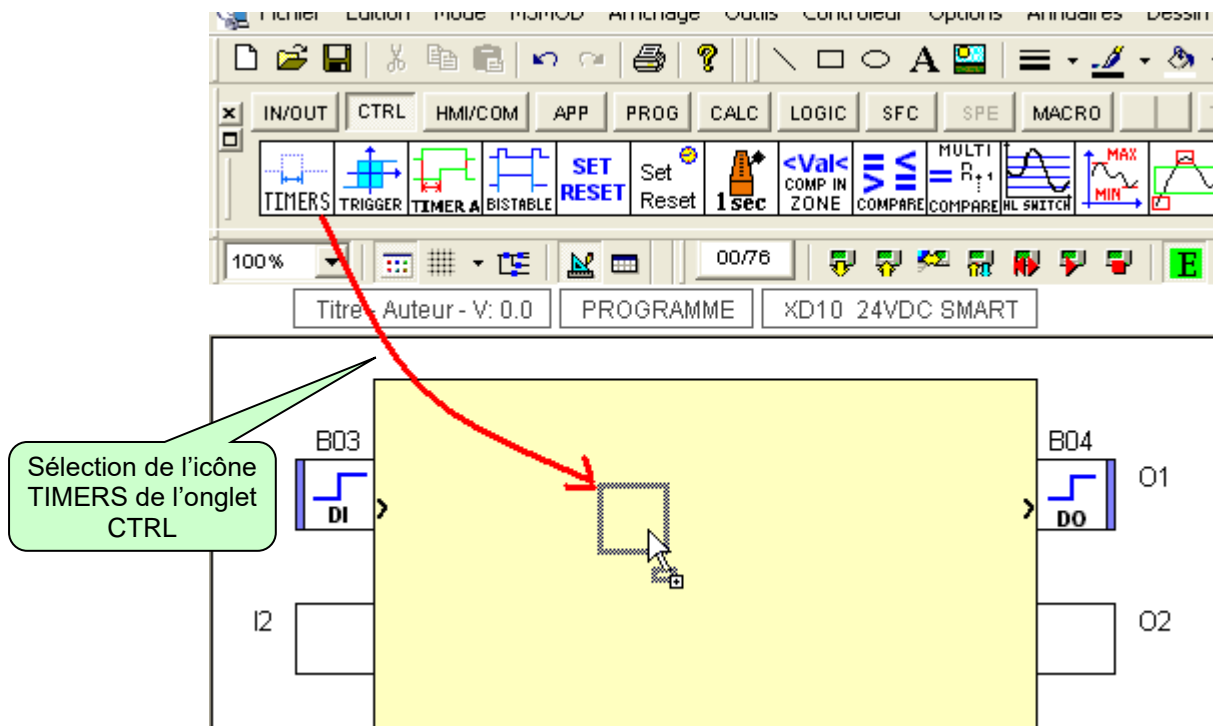 Fichier Edition Mode M3MOD Affichage Outils Contrôleur Options Annuaires Dessin
A
IN/OUT CTRL HMI/COM APP PROG CALC LOGIC SFC SPE MACRO
TIMERS TRIGGER TIMER A BISTABLE SET RESET Set Reset 1 sec <Val< COMP IN ZONE COMPARE MULTI COMPARE HL SWITCH MAX MIN
100% 00/76 E
Titre - Auteur - V: 0.0 PROGRAMME XD10 24VDC SMART
B03 B04
O1
DI DO
Sélection de l'icône
TIMERS de l'onglet
CTRL
I2 O2